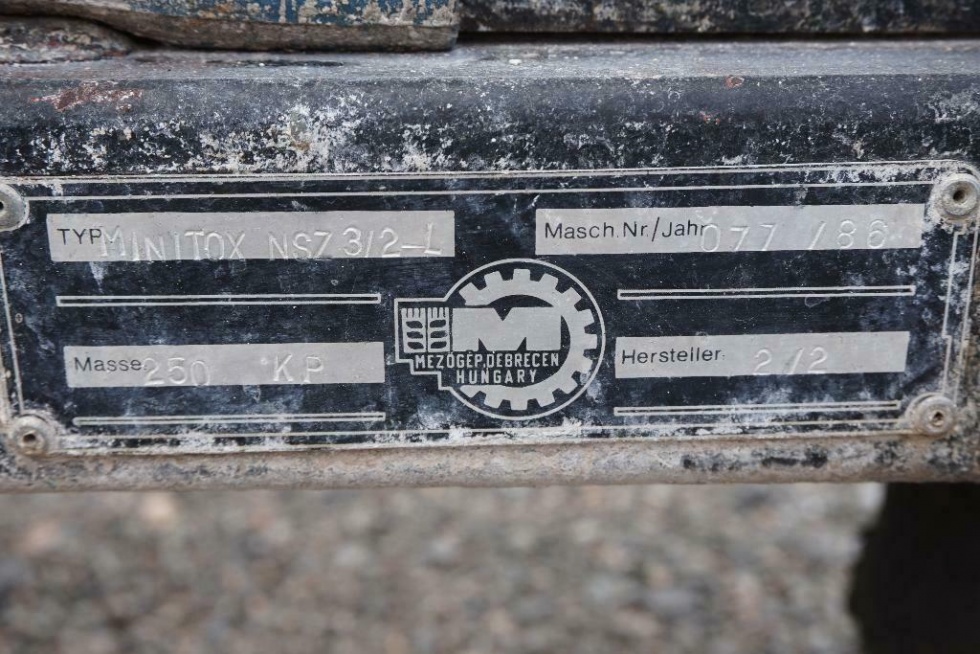 TYP MINITOX NSZ 3/2-L
Masch.Nr./Jahr 077 /86
Masse: 250 KP
M
MEZŐGÉP, DEBRECEN
HUNGARY
Hersteller: 2/2